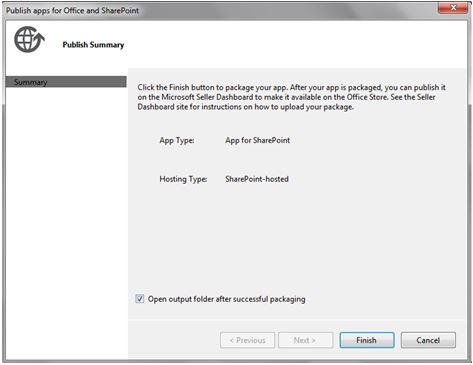 Publish apps for Office and SharePoint
Publish Summary
Summary
Click the Finish button to package your app. After your app is packaged, you can publish it
on the Microsoft Seller Dashboard to make it available on the Office Store. See the Seller
Dashboard site for instructions on how to upload your package.
App Type: App for SharePoint
Hosting Type: SharePoint-hosted
Open output folder after successful packaging
< Previous Next > Finish Cancel